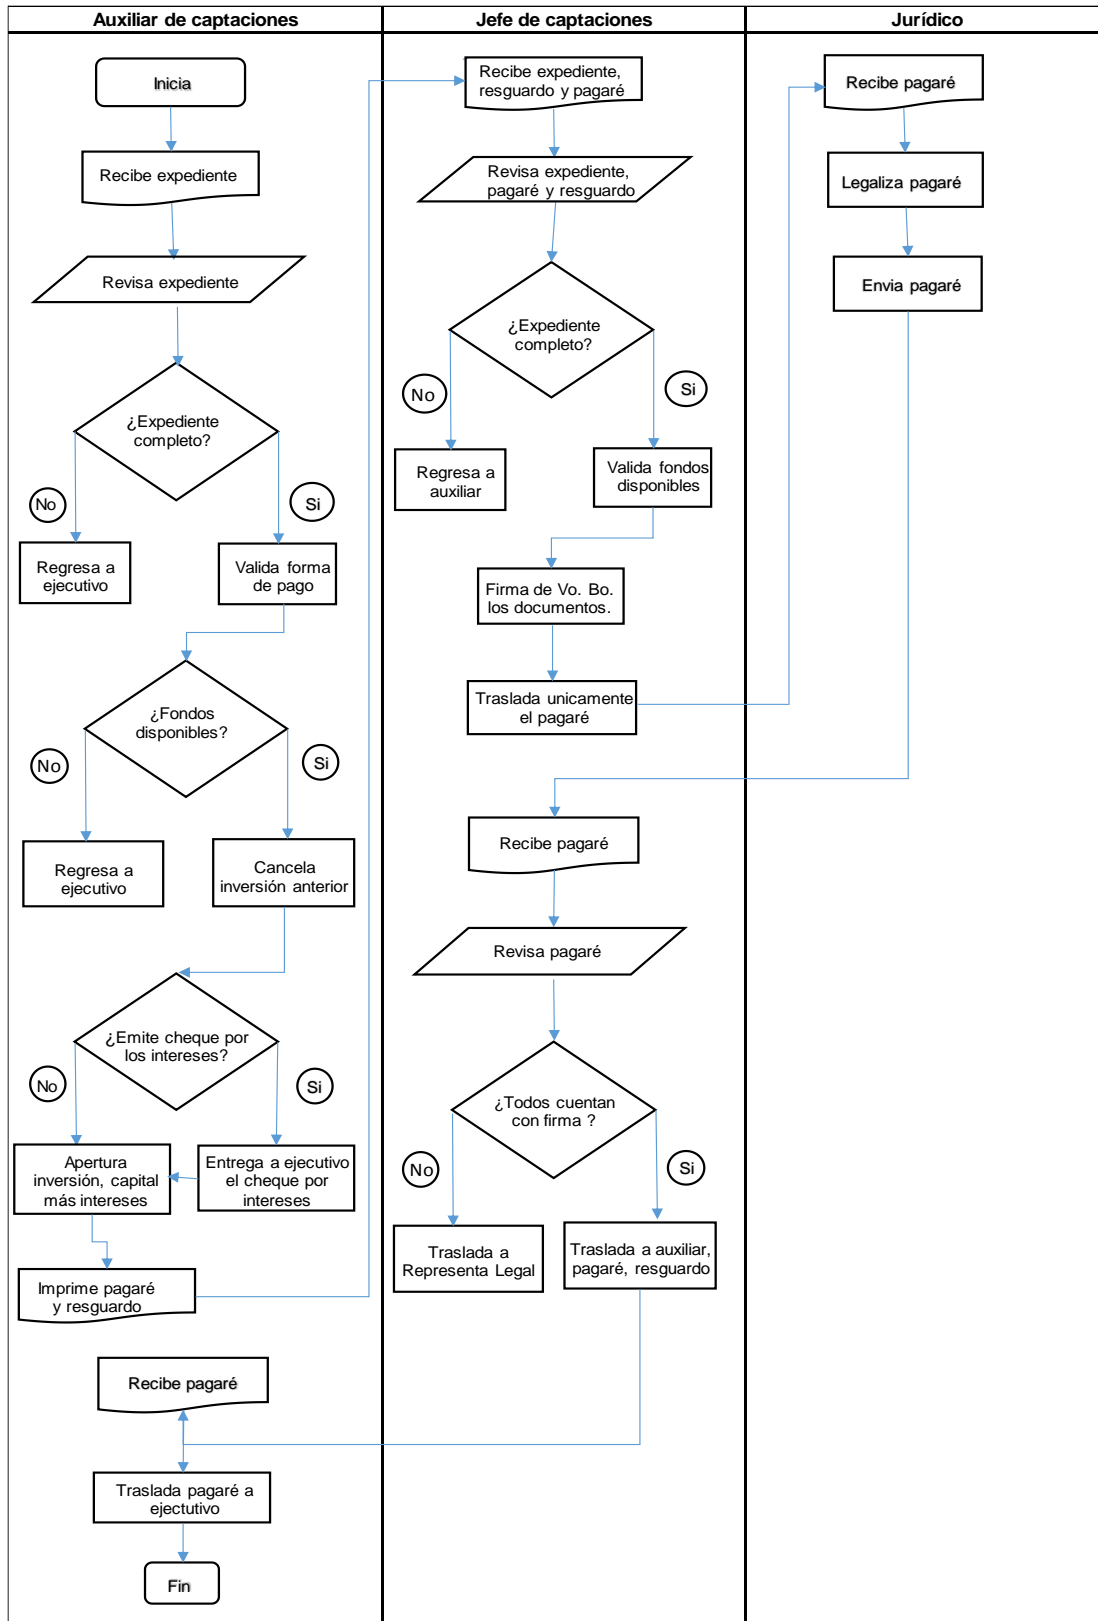 Auxiliar de captaciones
Jefe de captaciones
Jurídico
Inicia
Recibe expediente
Revisa expediente
¿Expediente
completo?
No
Si
Regresa a
ejecutivo
Valida forma
de pago
¿Fondos
disponibles?
No
Si
Regresa a
ejecutivo
Cancela
inversión anterior
¿Emite cheque por
los intereses?
No
Si
Apertura
inversión, capital
más intereses
Entrega a ejecutivo
el cheque por
intereses
Imprime pagaré
y resguardo
Recibe pagaré
Traslada pagaré a
ejectutivo
Fin
Recibe expediente,
resguardo y pagaré
Revisa expediente,
pagaré y resguardo
¿Expediente
completo?
No
Si
Regresa a
auxiliar
Valida fondos
disponibles
Firma de Vo. Bo.
los documentos.
Traslada unicamente
el pagaré
Recibe pagaré
Revisa pagaré
¿Todos cuentan
con firma ?
No
Si
Traslada a
Representa Legal
Traslada a auxiliar,
pagaré, resguardo
Recibe pagaré
Legaliza pagaré
Envia pagaré